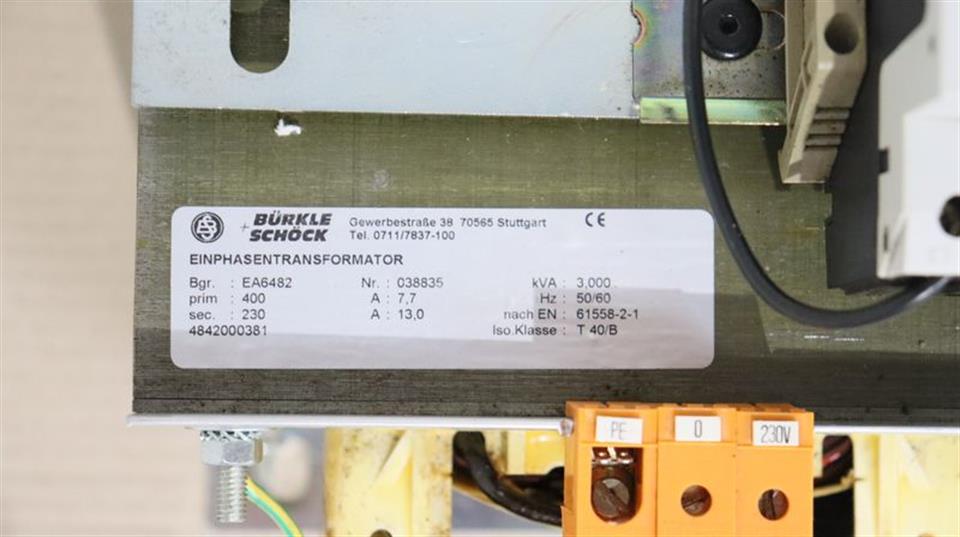 BÜRKLE
+ SCHÖCK
Gewerbestraße 38 70565 Stuttgart
Tel. 0711/7837-100
CE
EINPHASENTRANSFORMATOR
Bgr. : EA6482 Nr. : 038835 kVA : 3,000
prim : 400 A : 7,7 Hz : 50/60
sec. : 230 A : 13,0 nach EN : 61558-2-1
4842000381 Iso.Klasse : T 40/B
PE 0 230V